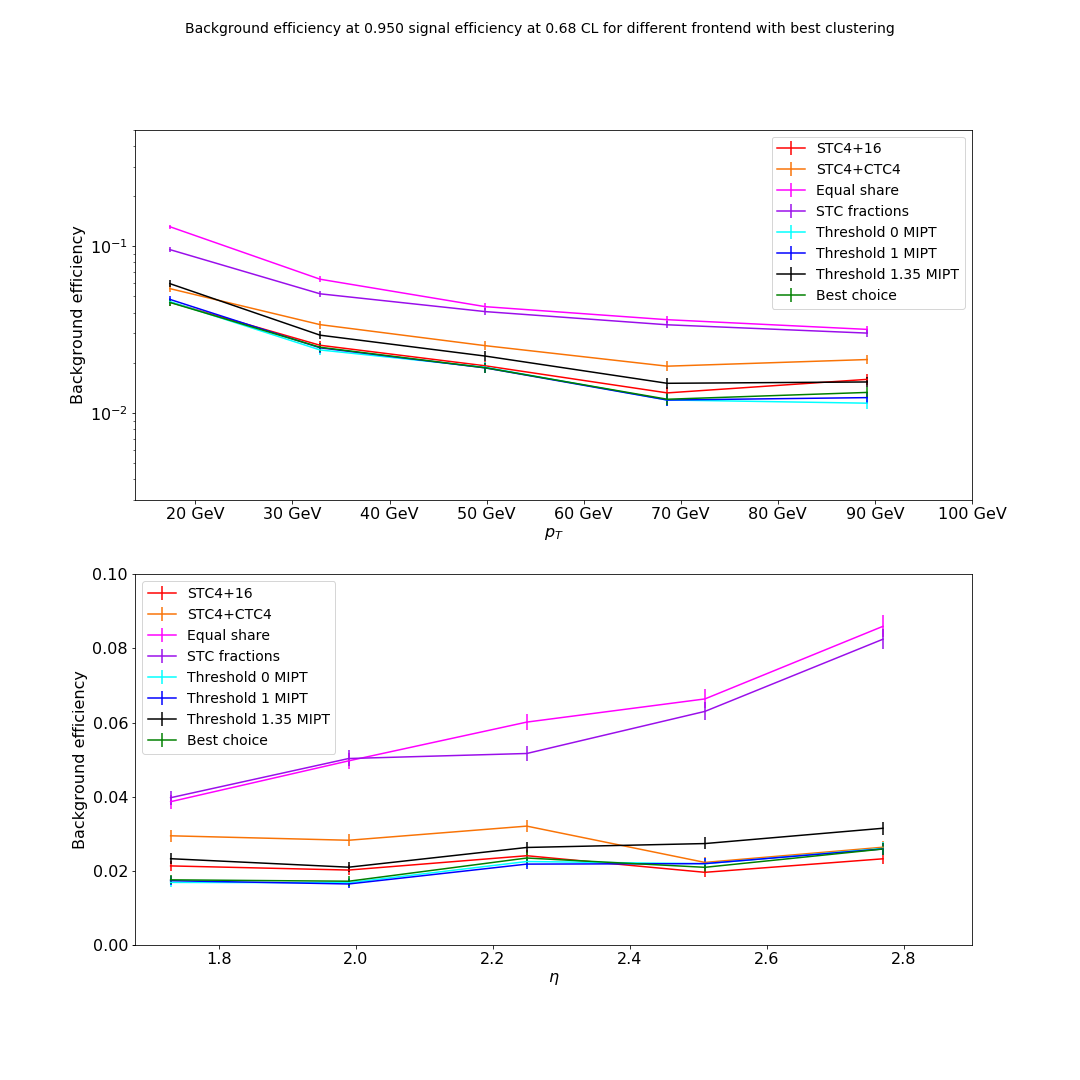 Background efficiency at 0.950 signal efficiency at 0.68 CL for different frontend with best clustering
Background efficiency
10⁻¹
10⁻²
STC4+16
STC4+CTC4
Equal share
STC fractions
Threshold 0 MIPT
Threshold 1 MIPT
Threshold 1.35 MIPT
Best choice
20 GeV 30 GeV 40 GeV 50 GeV 60 GeV 70 GeV 80 GeV 90 GeV 100 GeV
p_T
Background efficiency
0.10
0.08
0.06
0.04
0.02
0.00
STC4+16
STC4+CTC4
Equal share
STC fractions
Threshold 0 MIPT
Threshold 1 MIPT
Threshold 1.35 MIPT
Best choice
1.8 2.0 2.2 2.4 2.6 2.8
η